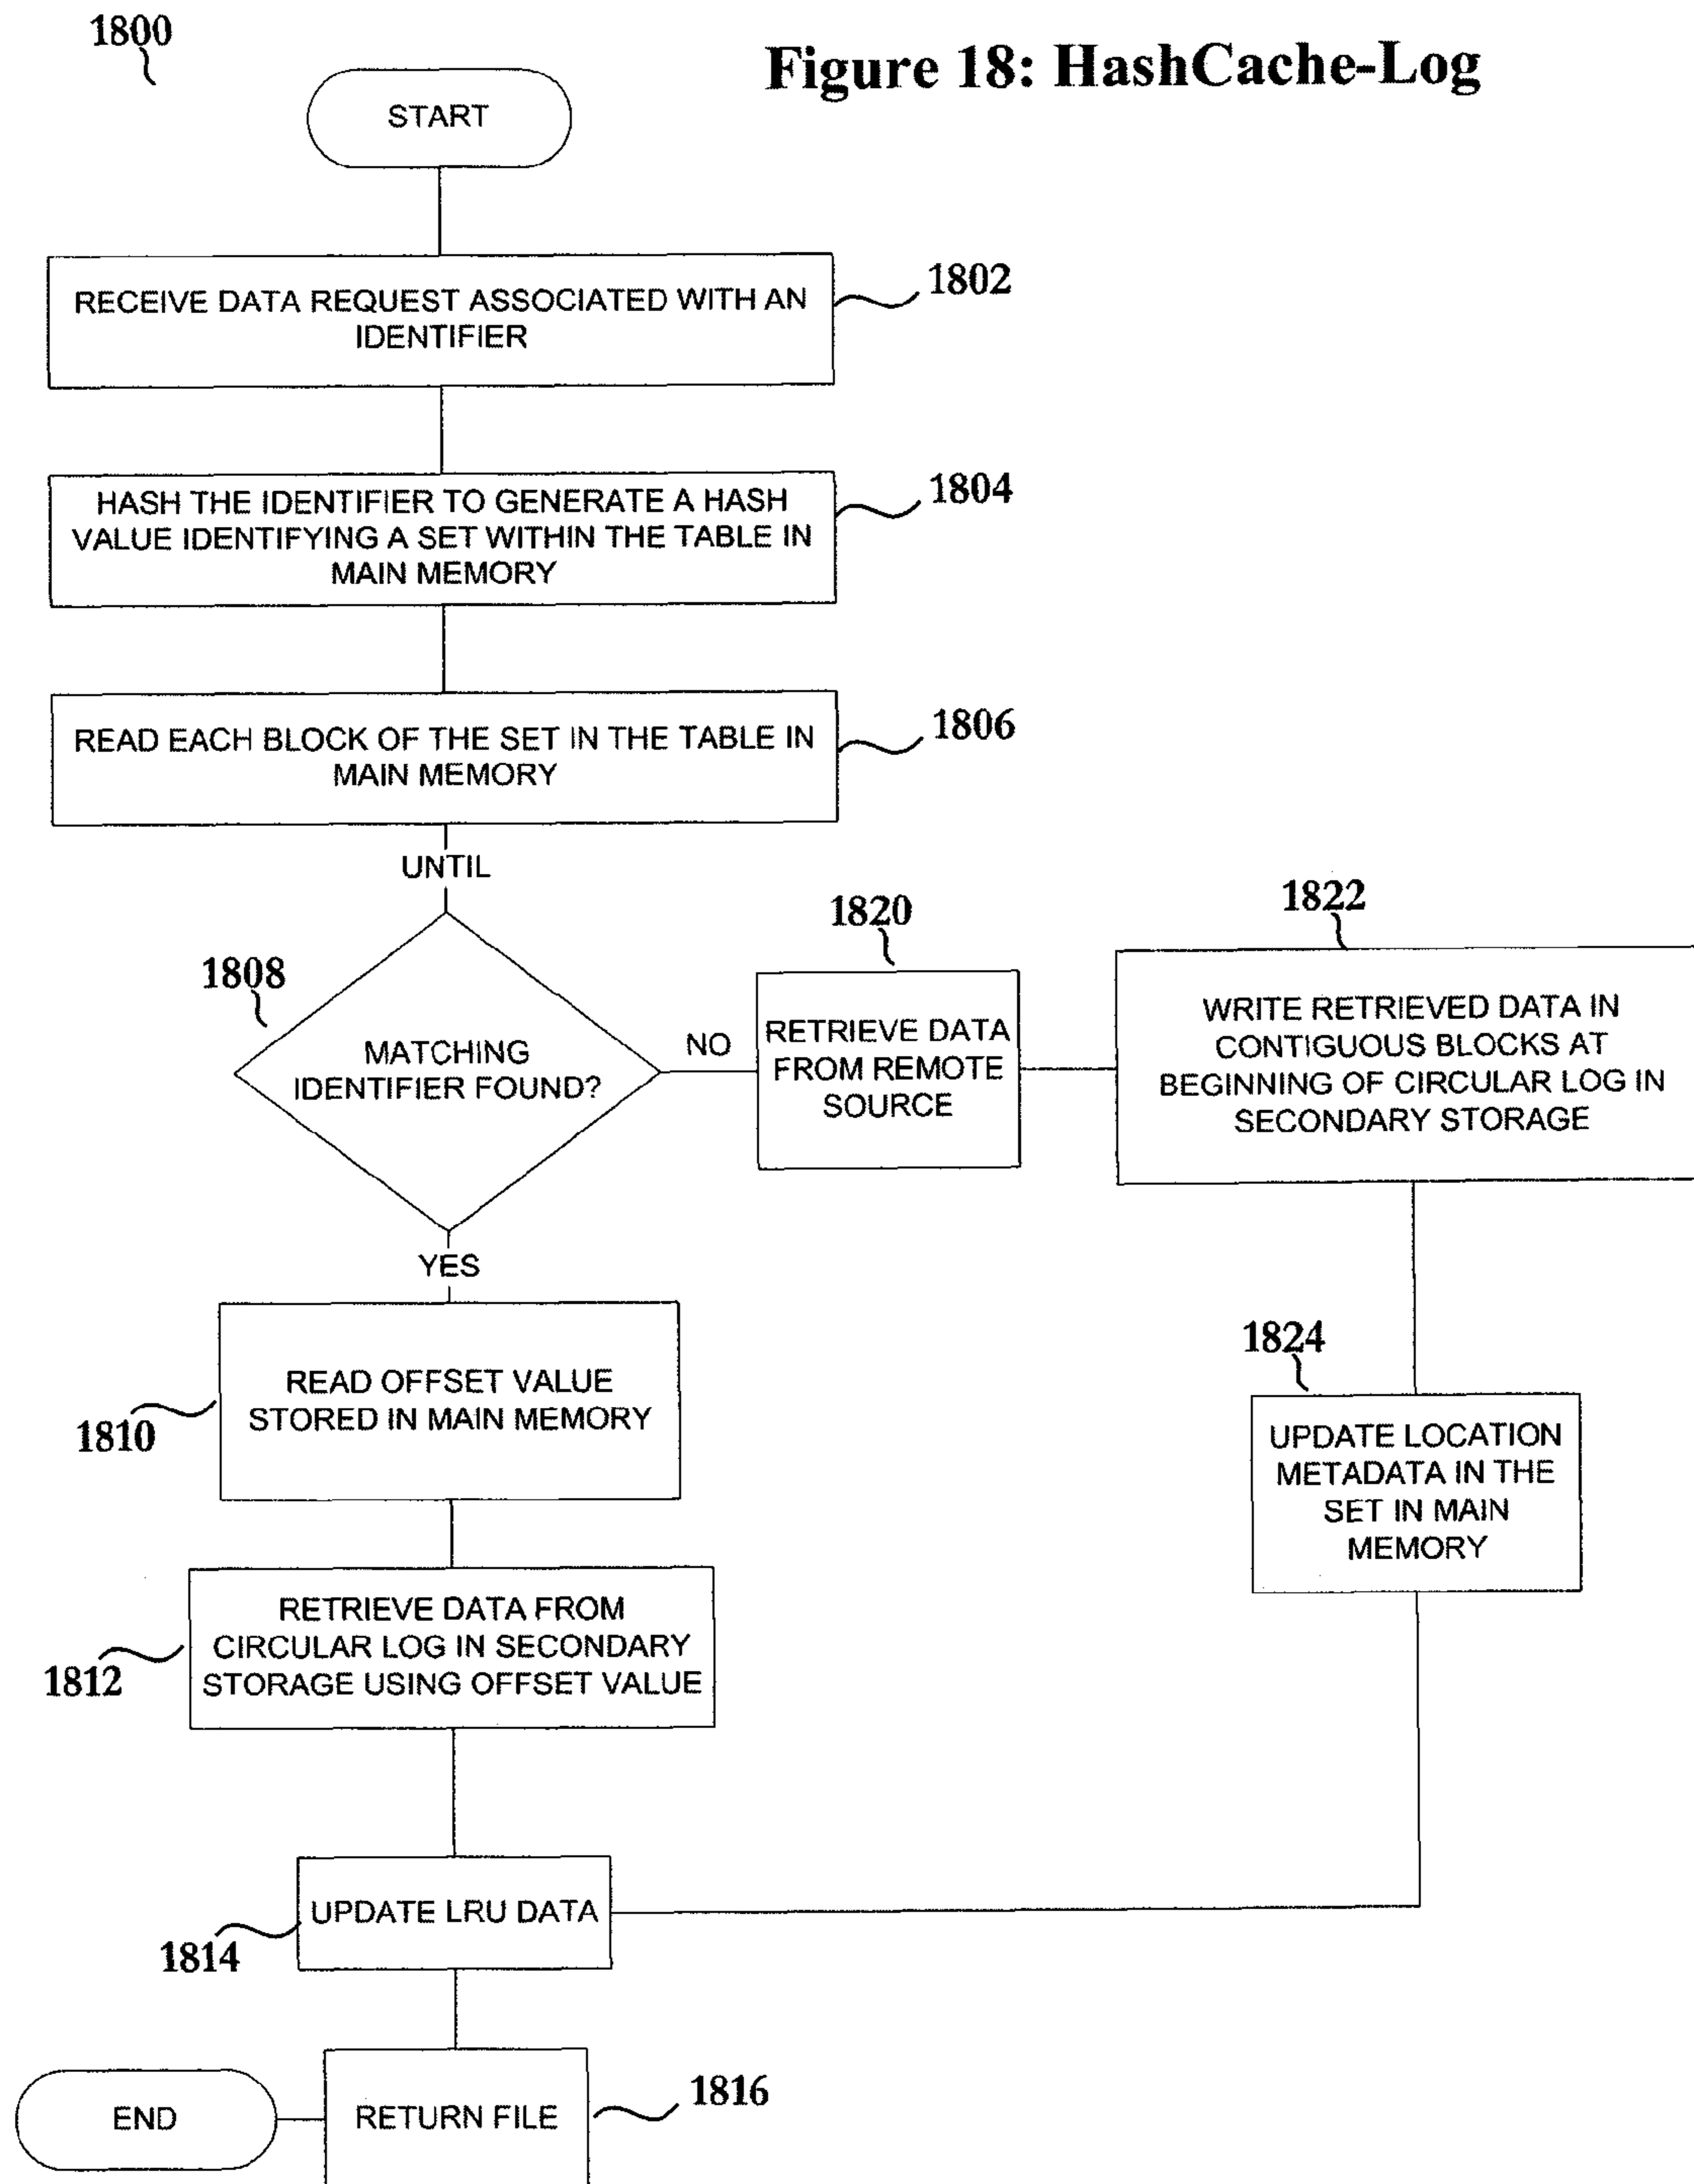 1800
Figure 18: HashCache-Log
START
1802
RECEIVE DATA REQUEST ASSOCIATED WITH AN
IDENTIFIER
1804
HASH THE IDENTIFIER TO GENERATE A HASH
VALUE IDENTIFYING A SET WITHIN THE TABLE IN
MAIN MEMORY
1806
READ EACH BLOCK OF THE SET IN THE TABLE IN
MAIN MEMORY
UNTIL
1808
MATCHING
IDENTIFIER FOUND?
NO
1820
RETRIEVE DATA
FROM REMOTE
SOURCE
1822
WRITE RETRIEVED DATA IN
CONTIGUOUS BLOCKS AT
BEGINNING OF CIRCULAR LOG IN
SECONDARY STORAGE
YES
READ OFFSET VALUE
STORED IN MAIN MEMORY
1810
1824
UPDATE LOCATION
METADATA IN THE
SET IN MAIN
MEMORY
RETRIEVE DATA FROM
CIRCULAR LOG IN SECONDARY
STORAGE USING OFFSET VALUE
1812
UPDATE LRU DATA
1814
RETURN FILE
1816
END